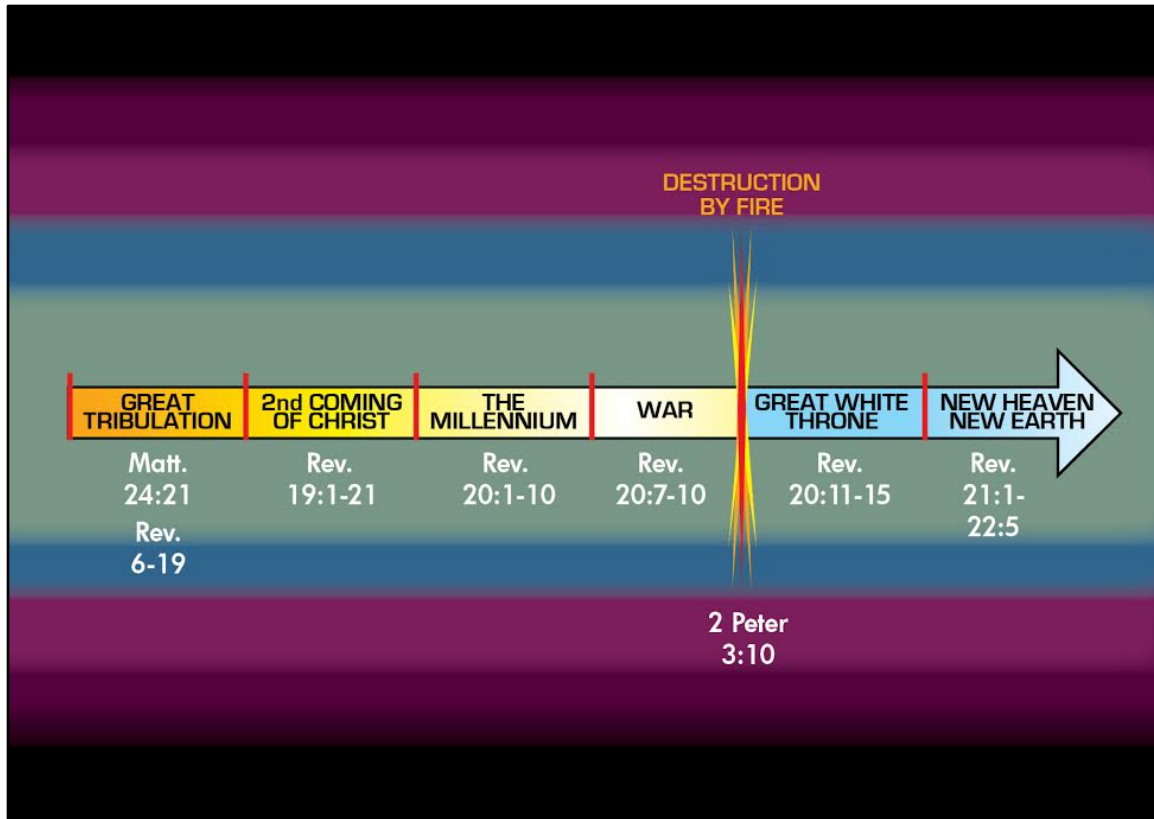 DESTRUCTION
BY FIRE
GREAT
TRIBULATION
2nd COMING
OF CHRIST
THE
MILLENNIUM
WAR
GREAT WHITE
THRONE
NEW HEAVEN
NEW EARTH
Matt.
24:21
Rev.
6-19
Rev.
19:1-21
Rev.
20:1-10
Rev.
20:7-10
Rev.
20:11-15
Rev.
21:1-
22:5
2 Peter
3:10